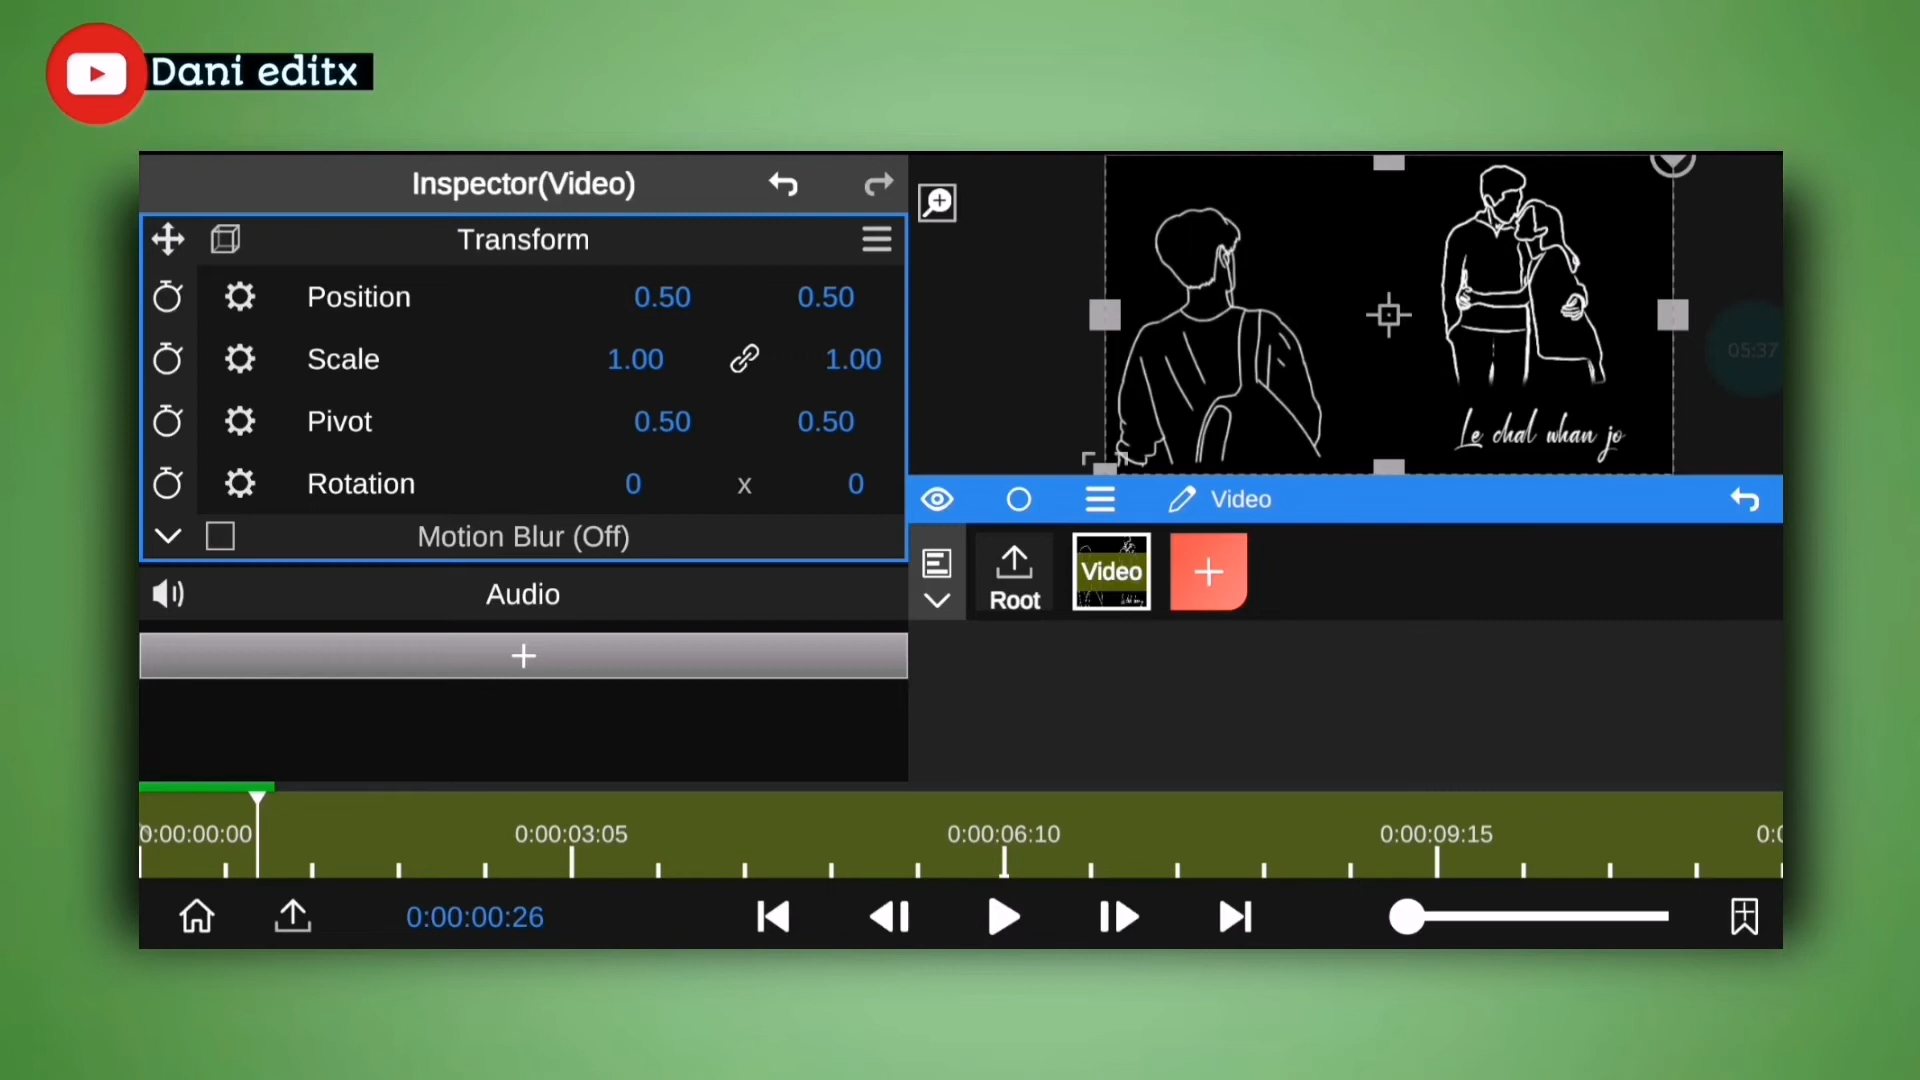 Dani editx
Inspector(Video)
Transform
Position 0.50 0.50
Scale 1.00 1.00
Pivot 0.50 0.50
Rotation 0 x 0
Motion Blur (Off)
Audio
Le chal whan jo
05:37
Video
Root
Video
0:00:00:00 0:00:03:05 0:00:06:10 0:00:09:15 0:0
0:00:00:26